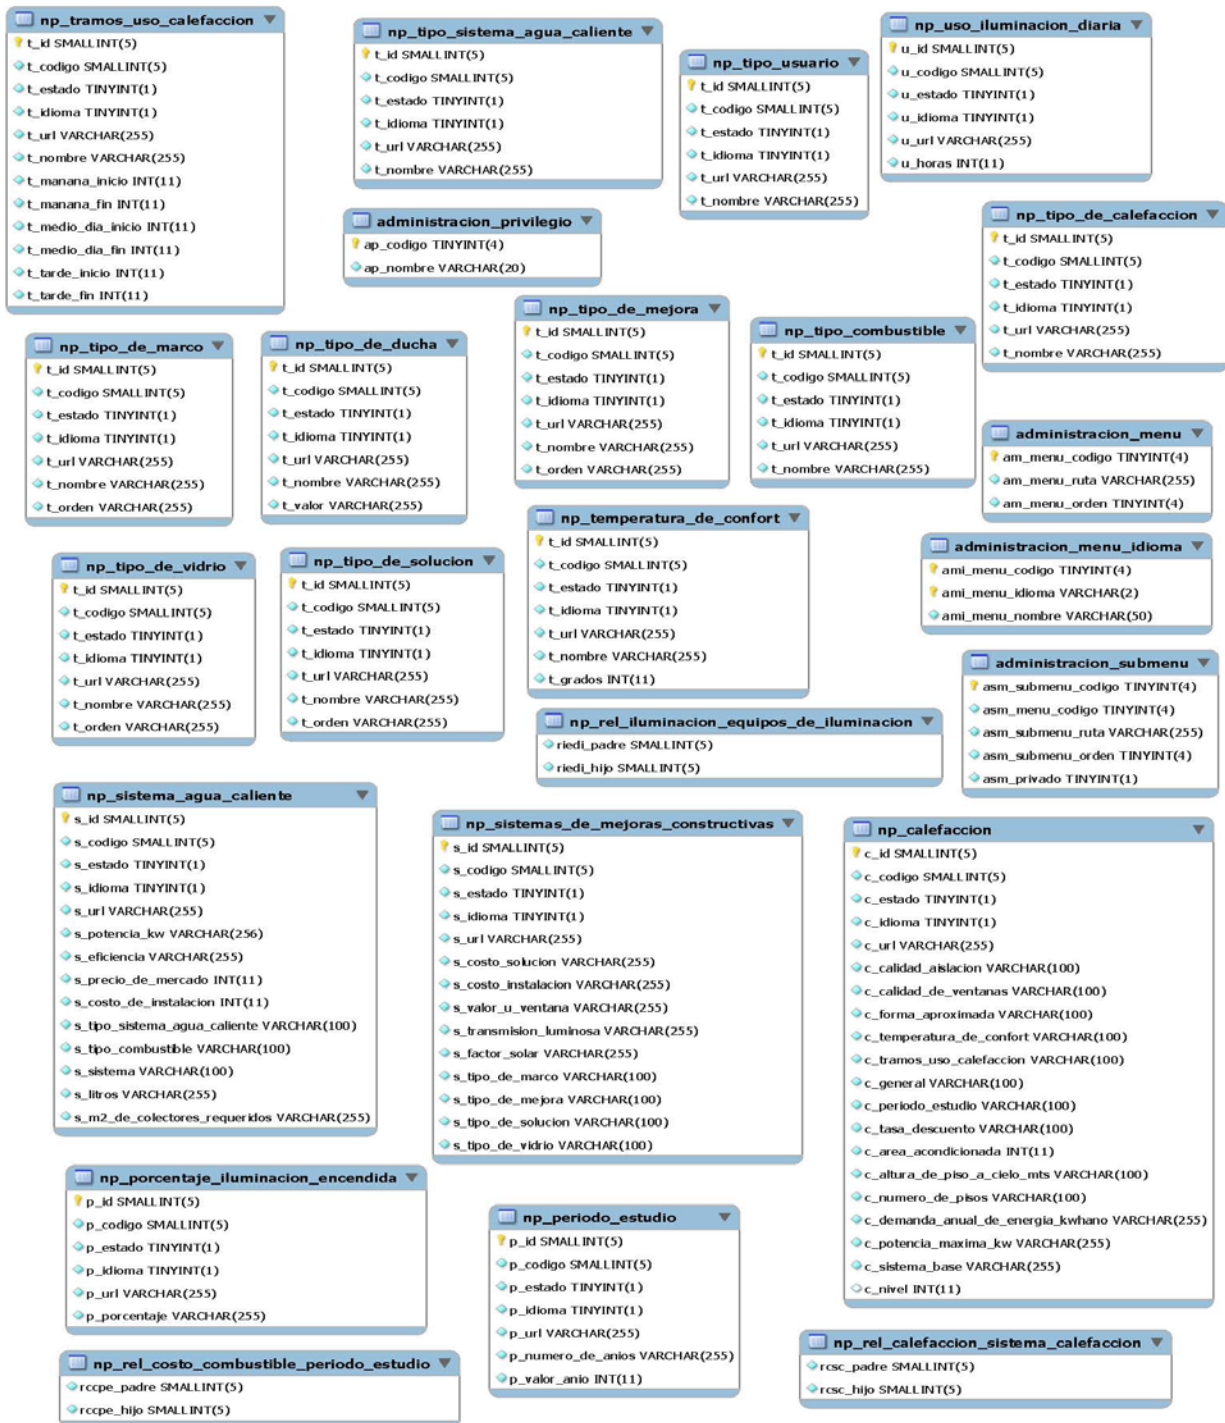 np_tramos_uso_calefaccion
t_id SMALLINT(5)
t_codigo SMALLINT(5)
t_estado TINYINT(1)
t_idioma TINYINT(1)
t_url VARCHAR(255)
t_nombre VARCHAR(255)
t_manana_inicio INT(11)
t_manana_fin INT(11)
t_medio_dia_inicio INT(11)
t_medio_dia_fin INT(11)
t_tarde_inicio INT(11)
t_tarde_fin INT(11)
np_tipo_sistema_agua_caliente
t_id SMALLINT(5)
t_codigo SMALLINT(5)
t_estado TINYINT(1)
t_idioma TINYINT(1)
t_url VARCHAR(255)
t_nombre VARCHAR(255)
np_tipo_usuario
t_id SMALLINT(5)
t_codigo SMALLINT(5)
t_estado TINYINT(1)
t_idioma TINYINT(1)
t_url VARCHAR(255)
t_nombre VARCHAR(255)
np_uso_iluminacion_diaria
u_id SMALLINT(5)
u_codigo SMALLINT(5)
u_estado TINYINT(1)
u_idioma TINYINT(1)
u_url VARCHAR(255)
u_horas INT(11)
administracion_privilegio
ap_codigo TINYINT(4)
ap_nombre VARCHAR(20)
np_tipo_de_calefaccion
t_id SMALLINT(5)
t_codigo SMALLINT(5)
t_estado TINYINT(1)
t_idioma TINYINT(1)
t_url VARCHAR(255)
t_nombre VARCHAR(255)
np_tipo_de_marco
t_id SMALLINT(5)
t_codigo SMALLINT(5)
t_estado TINYINT(1)
t_idioma TINYINT(1)
t_url VARCHAR(255)
t_nombre VARCHAR(255)
t_orden VARCHAR(255)
np_tipo_de_ducha
t_id SMALLINT(5)
t_codigo SMALLINT(5)
t_estado TINYINT(1)
t_idioma TINYINT(1)
t_url VARCHAR(255)
t_nombre VARCHAR(255)
t_valor VARCHAR(255)
np_tipo_de_mejora
t_id SMALLINT(5)
t_codigo SMALLINT(5)
t_estado TINYINT(1)
t_idioma TINYINT(1)
t_url VARCHAR(255)
t_nombre VARCHAR(255)
t_orden VARCHAR(255)
np_tipo_combustible
t_id SMALLINT(5)
t_codigo SMALLINT(5)
t_estado TINYINT(1)
t_idioma TINYINT(1)
t_url VARCHAR(255)
t_nombre VARCHAR(255)
administracion_menu
am_menu_codigo TINYINT(4)
am_menu_ruta VARCHAR(255)
am_menu_orden TINYINT(4)
np_tipo_de_vidrio
t_id SMALLINT(5)
t_codigo SMALLINT(5)
t_estado TINYINT(1)
t_idioma TINYINT(1)
t_url VARCHAR(255)
t_nombre VARCHAR(255)
t_orden VARCHAR(255)
np_tipo_de_solucion
t_id SMALLINT(5)
t_codigo SMALLINT(5)
t_estado TINYINT(1)
t_idioma TINYINT(1)
t_url VARCHAR(255)
t_nombre VARCHAR(255)
t_orden VARCHAR(255)
np_temperatura_de_confort
t_id SMALLINT(5)
t_codigo SMALLINT(5)
t_estado TINYINT(1)
t_idioma TINYINT(1)
t_url VARCHAR(255)
t_nombre VARCHAR(255)
t_grados INT(11)
administracion_menu_idioma
ami_menu_codigo TINYINT(4)
ami_menu_idioma VARCHAR(2)
ami_menu_nombre VARCHAR(50)
administracion_submenu
asm_submenu_codigo TINYINT(4)
asm_menu_codigo TINYINT(4)
asm_submenu_ruta VARCHAR(255)
asm_submenu_orden TINYINT(4)
asm_privado TINYINT(1)
np_rel_iluminacion_equipos_de_iluminacion
riedi_padre SMALLINT(5)
riedi_hijo SMALLINT(5)
np_sistema_agua_caliente
s_id SMALLINT(5)
s_codigo SMALLINT(5)
s_estado TINYINT(1)
s_idioma TINYINT(1)
s_url VARCHAR(255)
s_potencia_kw VARCHAR(256)
s_eficiencia VARCHAR(255)
s_precio_de_mercado INT(11)
s_costo_de_instalacion INT(11)
s_tipo_sistema_agua_caliente VARCHAR(100)
s_tipo_combustible VARCHAR(100)
s_sistema VARCHAR(100)
s_litros VARCHAR(255)
s_m2_de_colectores_requeridos VARCHAR(255)
np_sistemas_de_mejoras_constructivas
s_id SMALLINT(5)
s_codigo SMALLINT(5)
s_estado TINYINT(1)
s_idioma TINYINT(1)
s_url VARCHAR(255)
s_costo_solucion VARCHAR(255)
s_costo_instalacion VARCHAR(255)
s_valor_u_ventana VARCHAR(255)
s_transmision_luminosa VARCHAR(255)
s_factor_solar VARCHAR(255)
s_tipo_de_marco VARCHAR(100)
s_tipo_de_mejora VARCHAR(100)
s_tipo_de_solucion VARCHAR(100)
s_tipo_de_vidrio VARCHAR(100)
np_calefaccion
c_id SMALLINT(5)
c_codigo SMALLINT(5)
c_estado TINYINT(1)
c_idioma TINYINT(1)
c_url VARCHAR(255)
c_calidad_aislacion VARCHAR(100)
c_calidad_de_ventanas VARCHAR(100)
c_forma_aproximada VARCHAR(100)
c_temperatura_de_confort VARCHAR(100)
c_tramos_uso_calefaccion VARCHAR(100)
c_general VARCHAR(100)
c_periodo_estudio VARCHAR(100)
c_tasa_descuento VARCHAR(100)
c_area_acondicionada INT(11)
c_altura_de_piso_a_cielo_mts VARCHAR(100)
c_numero_de_pisos VARCHAR(100)
c_demanda_anual_de_energia_kwhano VARCHAR(255)
c_potencia_maxima_kw VARCHAR(255)
c_sistema_base VARCHAR(255)
c_nivel INT(11)
np_porcentaje_iluminacion_encendida
p_id SMALLINT(5)
p_codigo SMALLINT(5)
p_estado TINYINT(1)
p_idioma TINYINT(1)
p_url VARCHAR(255)
p_porcentaje VARCHAR(255)
np_periodo_estudio
p_id SMALLINT(5)
p_codigo SMALLINT(5)
p_estado TINYINT(1)
p_idioma TINYINT(1)
p_url VARCHAR(255)
p_numero_de_anios VARCHAR(255)
p_valor_anio INT(11)
np_rel_costo_combustible_periodo_estudio
rccpe_padre SMALLINT(5)
rccpe_hijo SMALLINT(5)
np_rel_calefaccion_sistema_calefaccion
rcsc_padre SMALLINT(5)
rcsc_hijo SMALLINT(5)